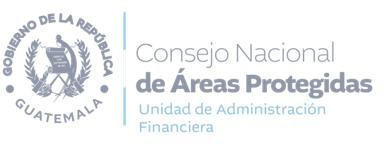 GOBIERNO DE LA REPÚBLICA
GUATEMALA
Consejo Nacional
de Áreas Protegidas
Unidad de Administración
Financiera